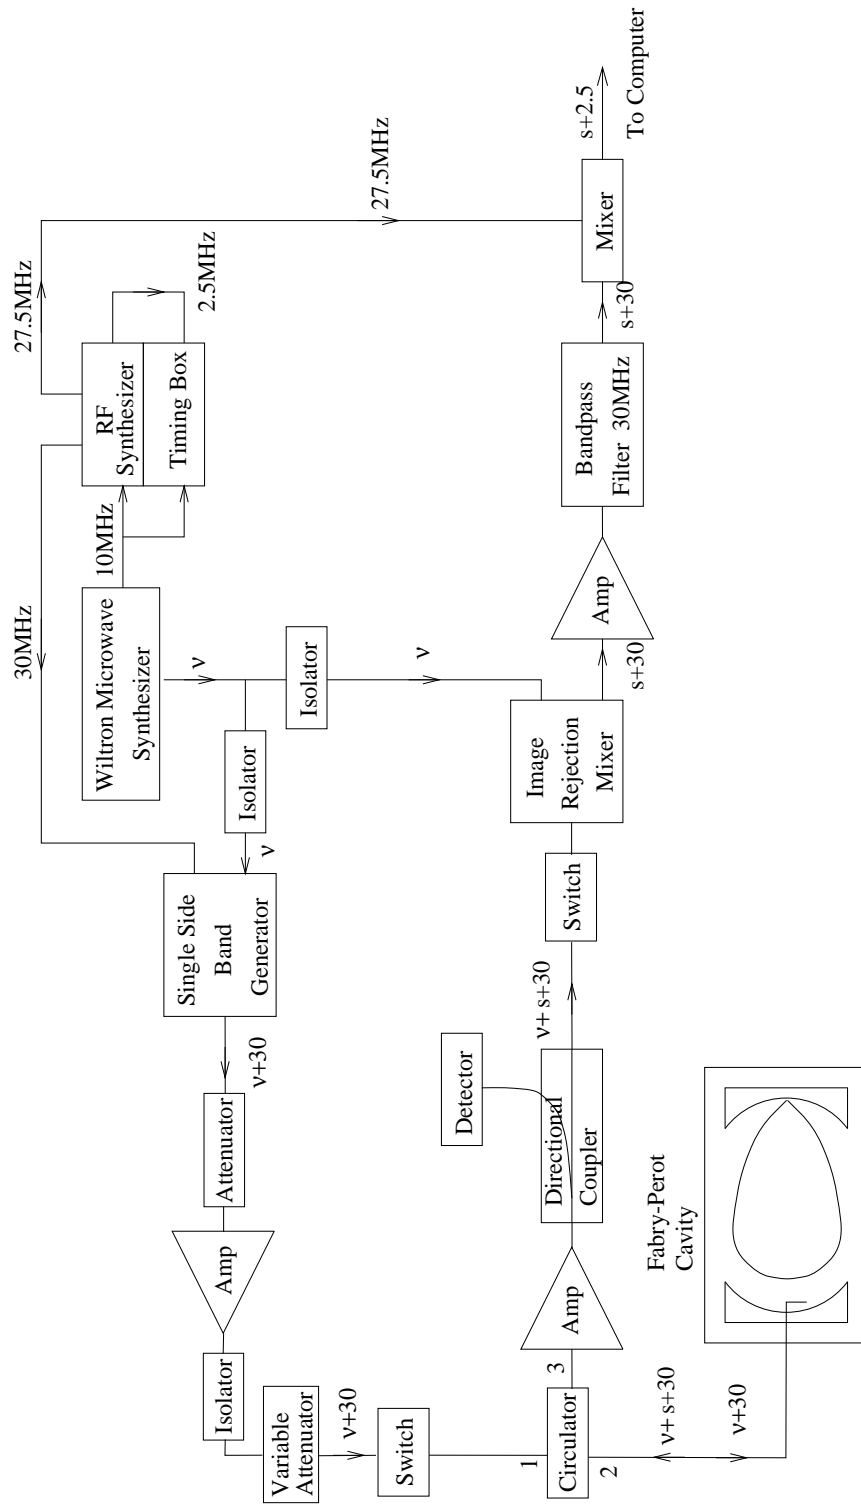 27.5MHz
30MHz
RF
Synthesizer
Timing Box
2.5MHz
10MHz
Wiltron Microwave
Synthesizer
27.5MHz
ν
Isolator
ν
Isolator
ν
Single Side
Band
Generator
ν+30
Attenuator
Amp
Isolator
Variable
Attenuator
ν+30
Switch
1
Circulator
2
3
ν+ s+30
ν+30
Fabry-Perot
Cavity
Amp
Directional
Coupler
Detector
ν+ s+30
Switch
Image
Rejection
Mixer
s+30
Amp
Bandpass
Filter 30MHz
s+30
Mixer
s+2.5
To Computer